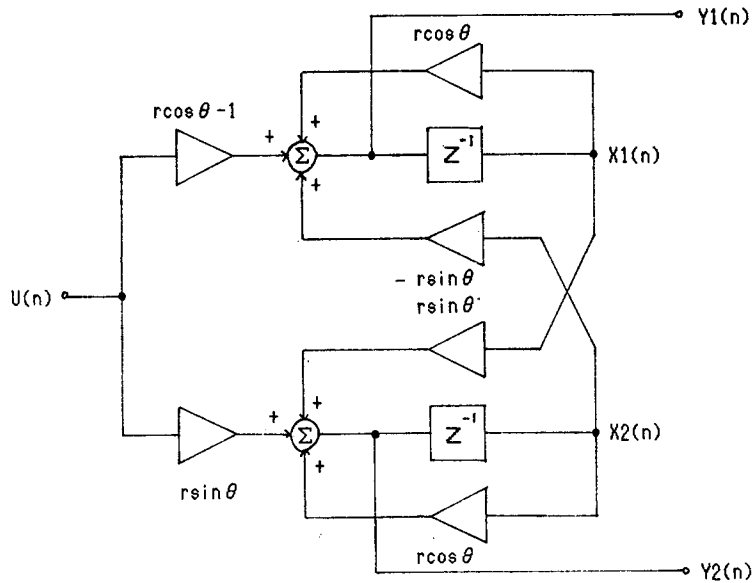 Y1(n)
rcosθ
rcosθ-1
+
+
Σ
+
Z⁻¹
X1(n)
- rsinθ
rsinθ
U(n)
+
+
Σ
+
Z⁻¹
X2(n)
rsinθ
rcosθ
Y2(n)